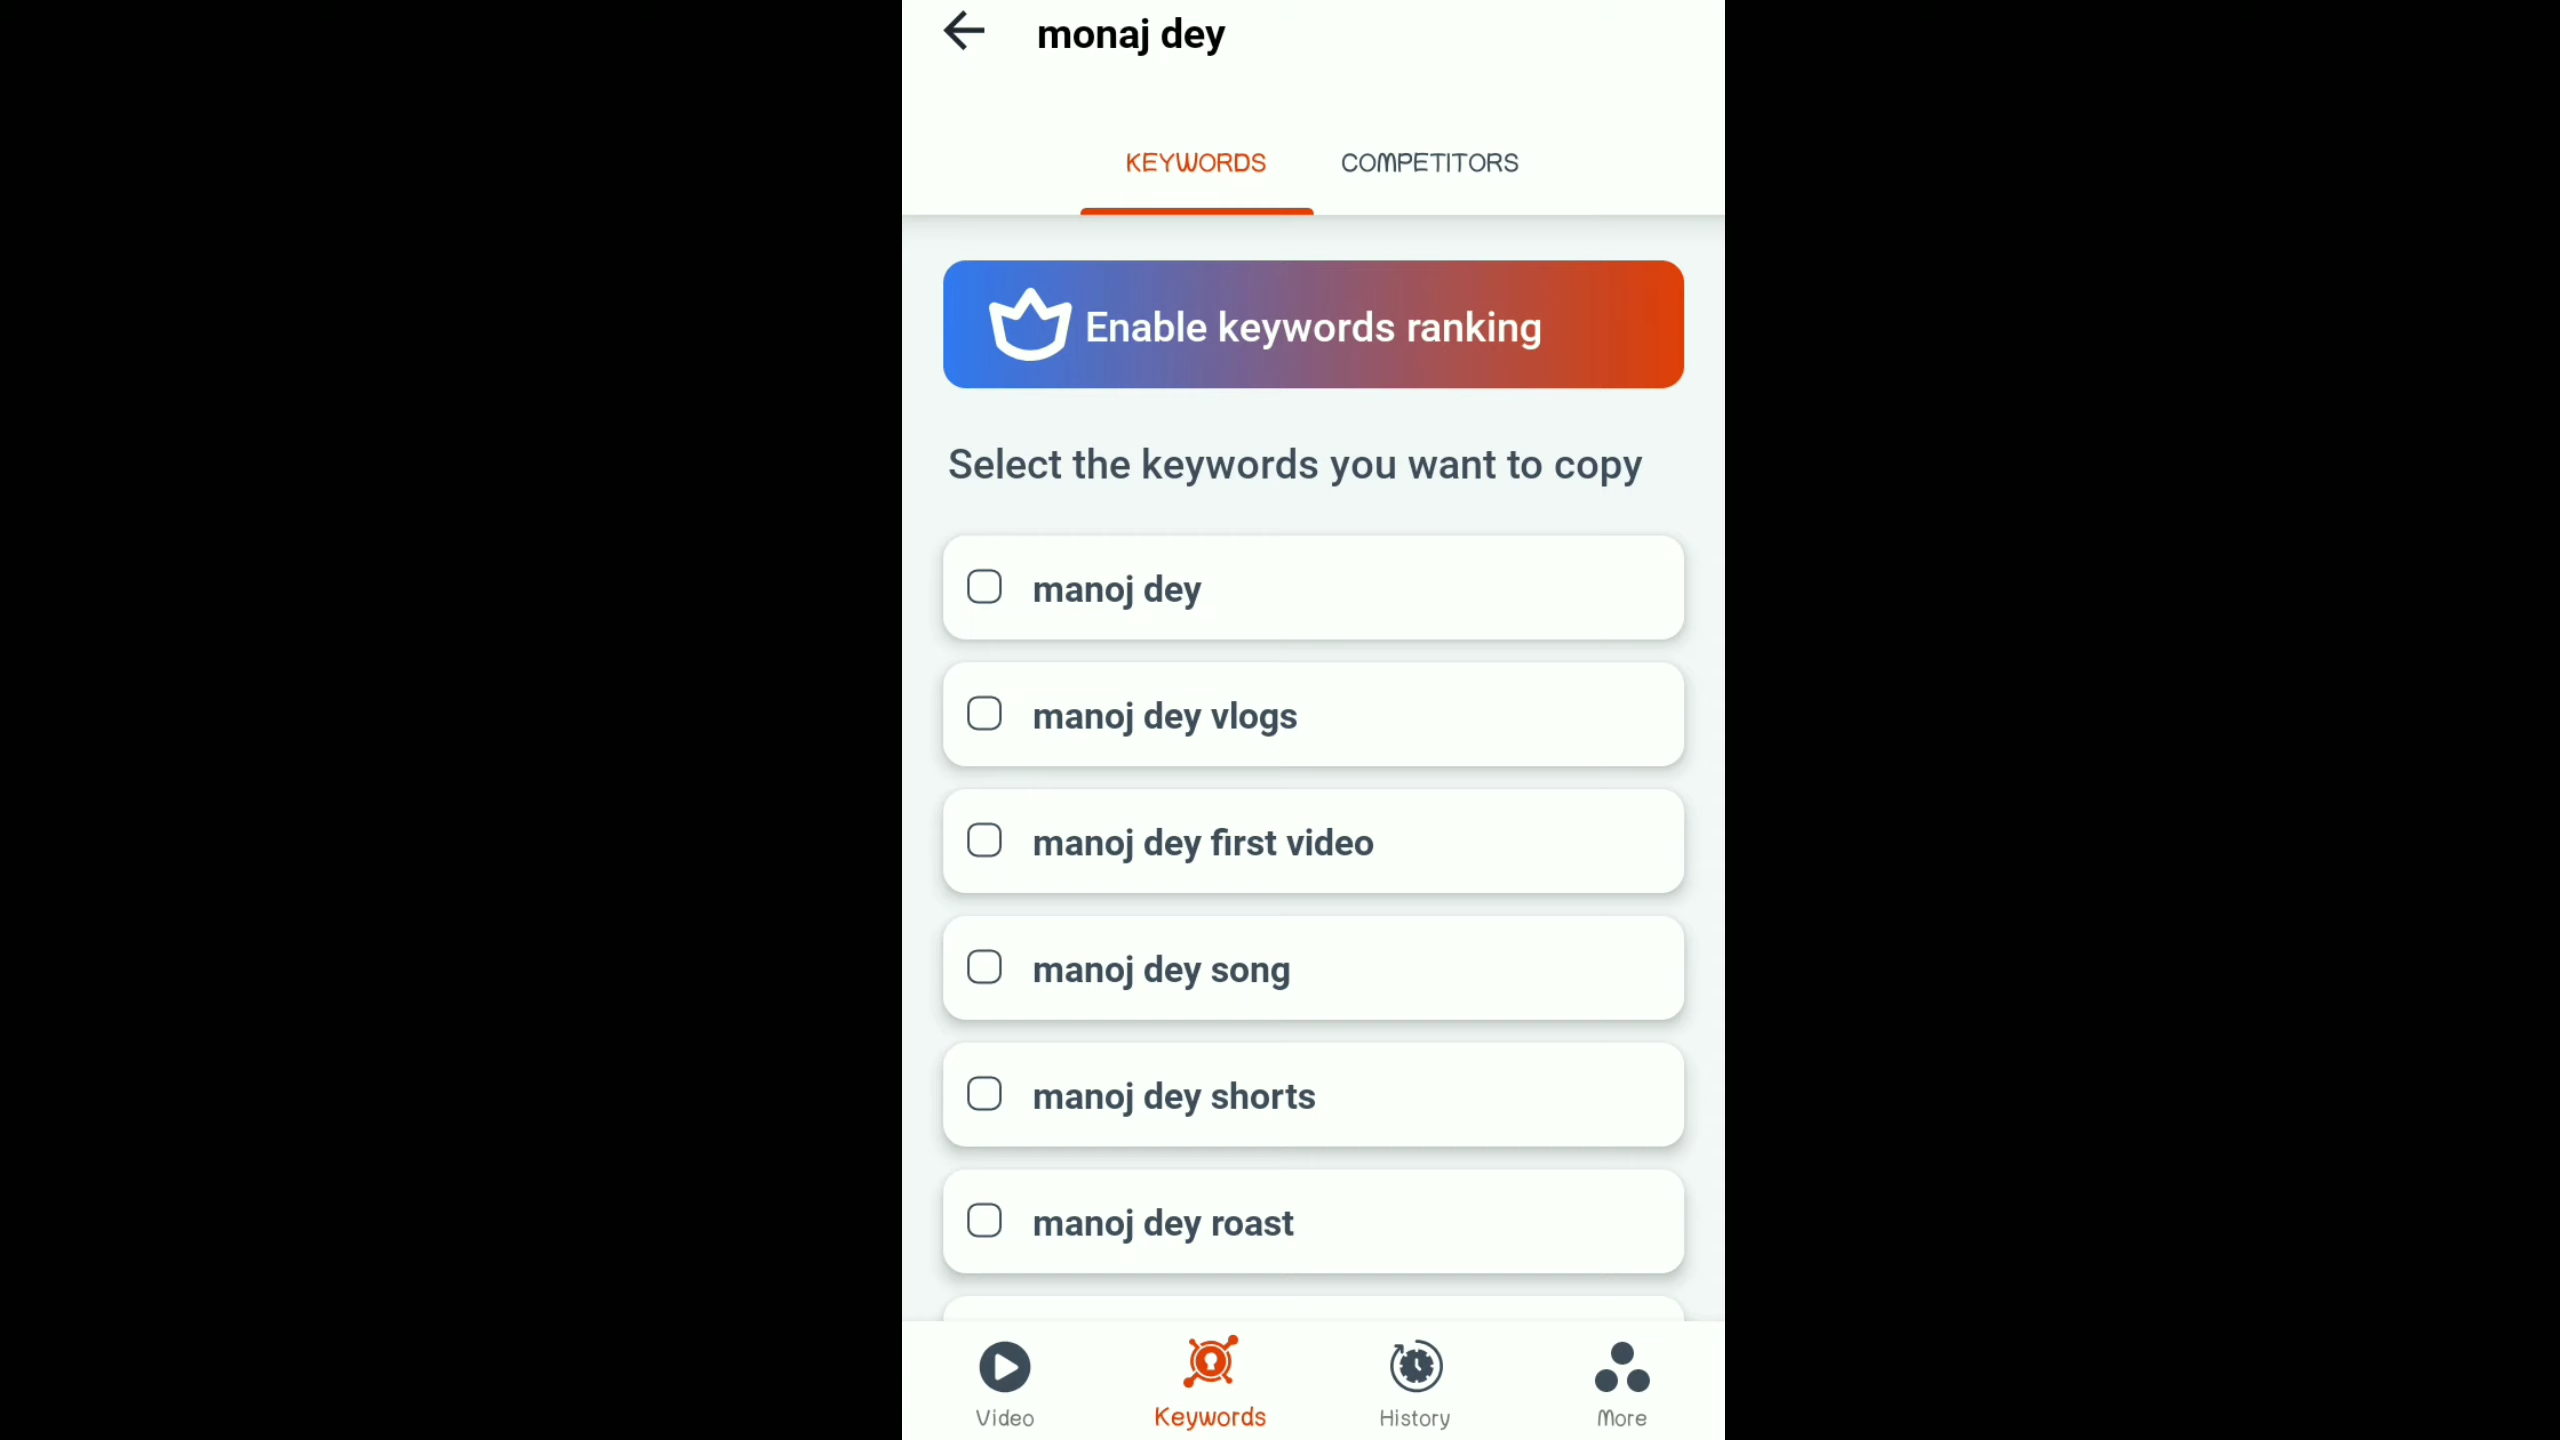 monaj dey
KEYWORDS COMPETITORS
Enable keywords ranking
Select the keywords you want to copy
manoj dey
manoj dey vlogs
manoj dey first video
manoj dey song
manoj dey shorts
manoj dey roast
Video Keywords History More